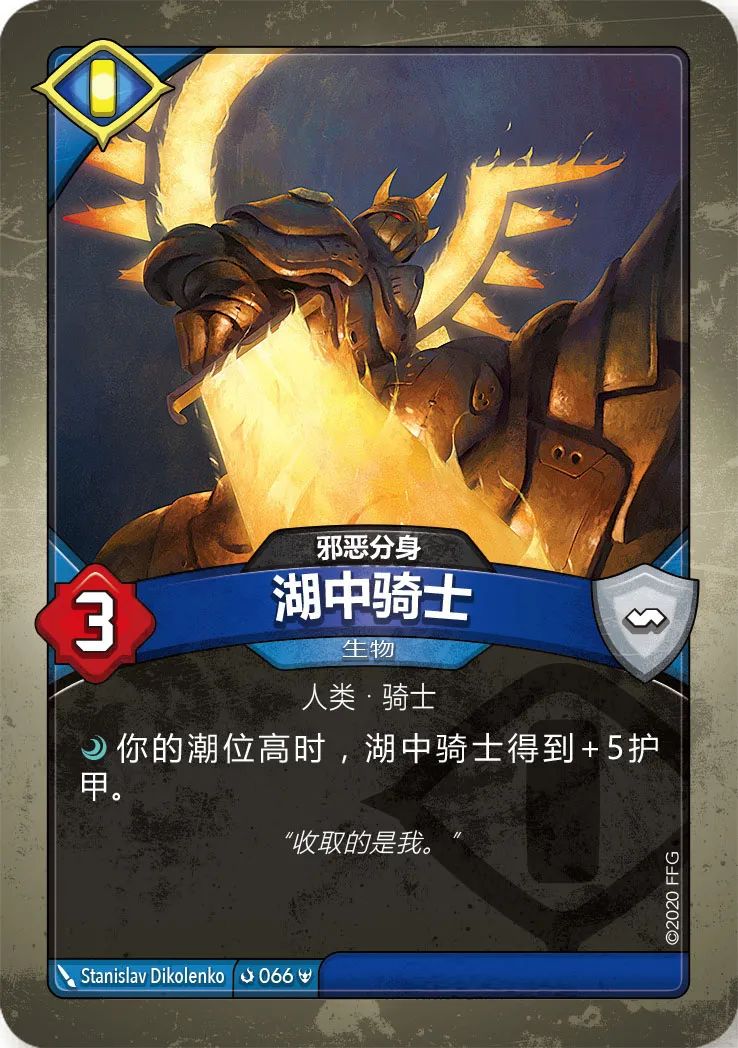 邪恶分身
湖中骑士
3
生物
人类 · 骑士
你的潮位高时，湖中骑士得到+5护
甲。
“收取的是我。”
©2020 FFG
Stanislav Dikolenko
066